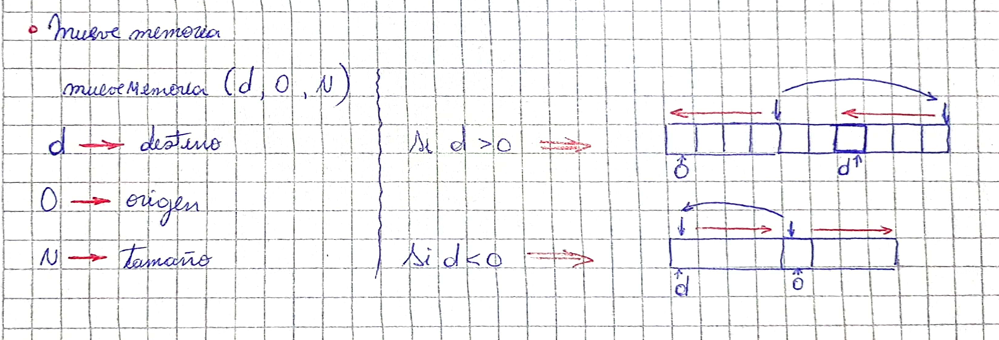 • Mueve memoria
mueveMemoria (d, O, N)
d → destino
O → origen
N → tamaño
Si d > O ⇒
O
d
Si d < O ⇒
d
O